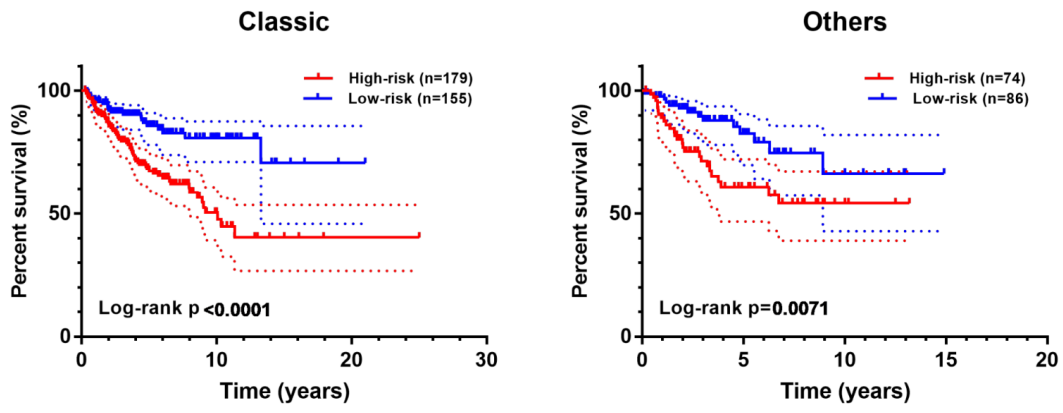 Classic
High-risk (n=179)
Low-risk (n=155)
Percent survival (%)
100
50
0
Log-rank p <0.0001
0 10 20 30
Time (years)
Others
High-risk (n=74)
Low-risk (n=86)
Percent survival (%)
100
50
0
Log-rank p=0.0071
0 5 10 15 20
Time (years)